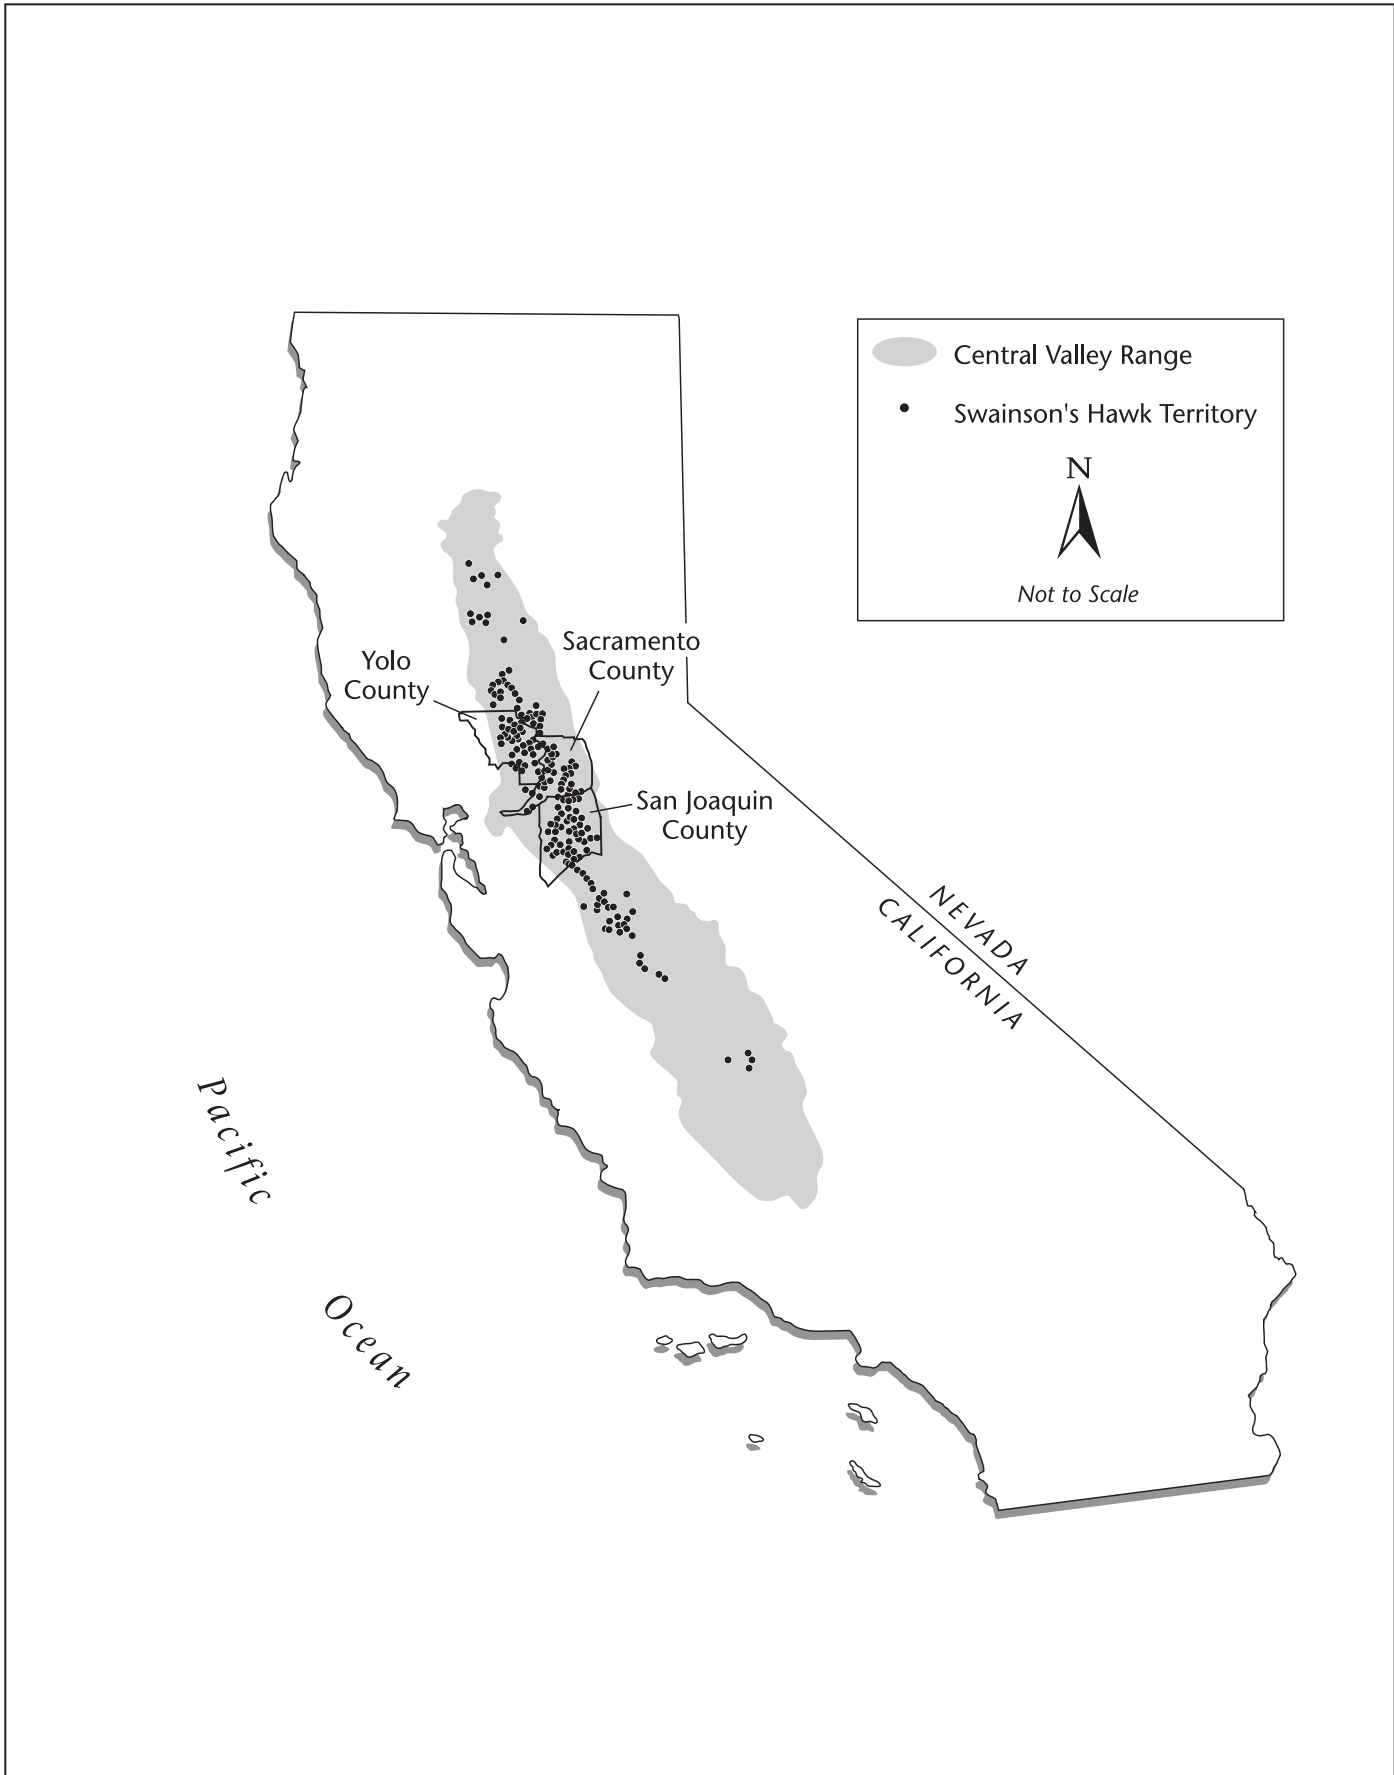 Central Valley Range
Swainson's Hawk Territory
N
Not to Scale
Sacramento
County
Yolo
County
San Joaquin
County
NEVADA
CALIFORNIA
Pacific
Ocean